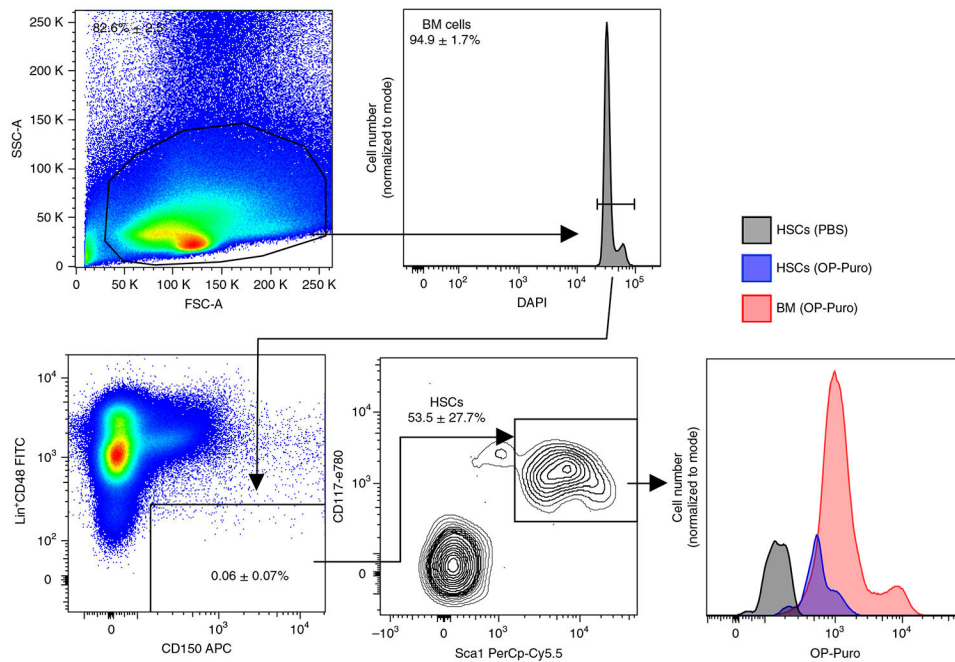 250 K
200 K
150 K
100 K
50 K
0
SSC-A
82.6% ± 2.5
0 50 K 100 K 150 K 200 K 250 K
FSC-A
BM cells
94.9 ± 1.7%
Cell number
(normalized to mode)
0 10² 10³ 10⁴ 10⁵
DAPI
HSCs (PBS)
HSCs (OP-Puro)
BM (OP-Puro)
10⁴
10³
10²
0
Lin⁺CD48 FITC
0.06 ± 0.07%
0 10³ 10⁴
CD150 APC
HSCs
53.5 ± 27.7%
10⁴
10³
0
CD117-e780
−10³ 0 10³ 10⁴
Sca1 PerCp-Cy5.5
Cell number
(normalized to mode)
0 10³ 10⁴
OP-Puro